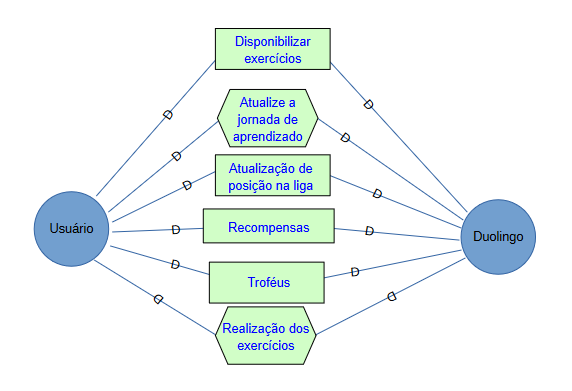 Disponibilizar
exercícios
D
D
Atualize a
jornada de
aprendizado
D
D
Atualização de
posição na liga
D
D
Usuário
Recompensas
D
D
Duolingo
D
D
Troféus
D
D
Realização dos
exercícios